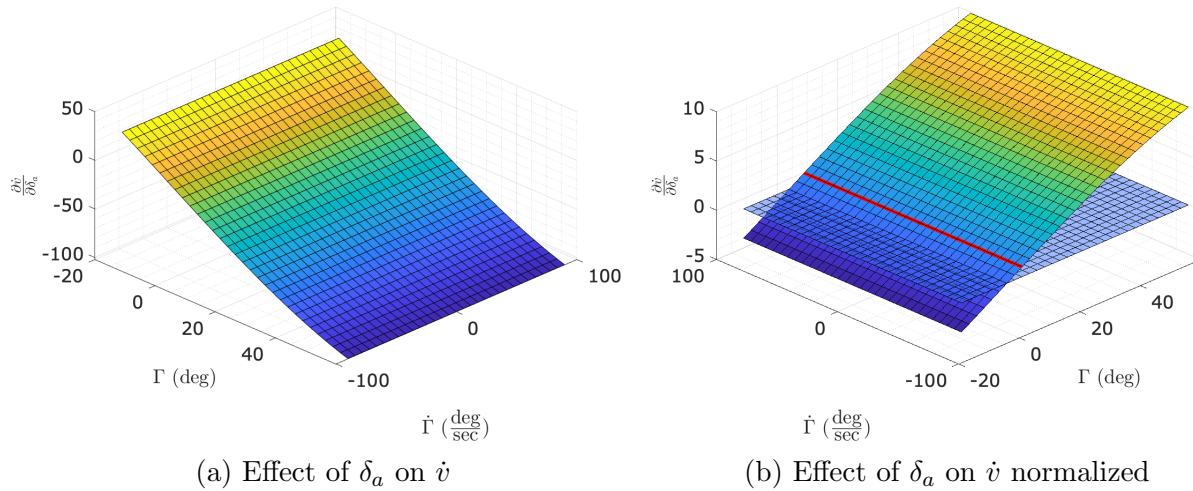 50
0
-50
-100
-20
0
20
40
-100
0
100
∂v̇/∂δₐ
Γ (deg)
Γ̇ (deg/sec)
(a) Effect of δₐ on v̇
10
5
0
-5
100
0
-100
-20
0
20
40
∂v̇/∂δₐ
Γ (deg)
Γ̇ (deg/sec)
(b) Effect of δₐ on v̇ normalized